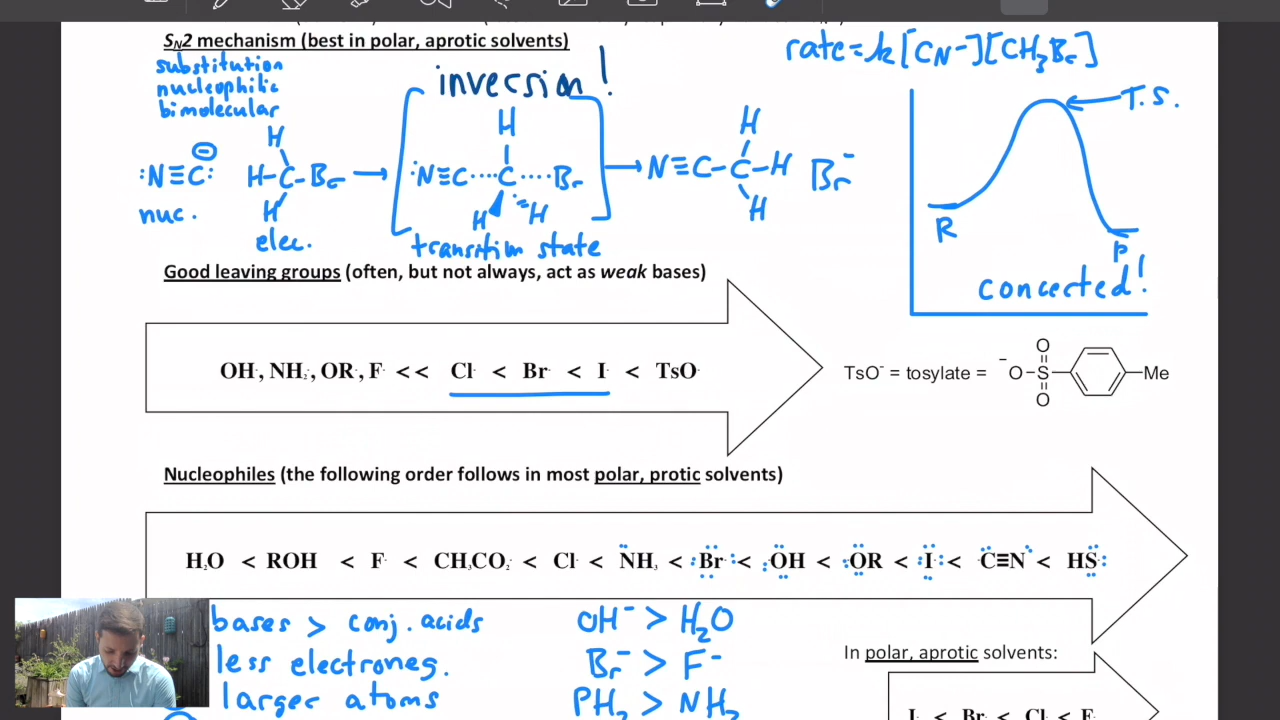 S_N2 mechanism (best in polar, aprotic solvents)
substitution
nucleophilic
bimolecular
inversion!
rate = k[CN-][CH3Br]
T.S.
R
P
concerted!
H
:N≡C:⊖ H-C-Br → [:N≡C····C····Br] → N≡C-C-H Br-
H
H
H
H
H
H
H
nuc.
elec.
transition state
Good leaving groups (often, but not always, act as weak bases)
OH-, NH2-, OR-, F- << Cl- < Br- < I- < TsO-
TsO- = tosylate = -O-S-
O
O
Me
Nucleophiles (the following order follows in most polar, protic solvents)
H2O < ROH < F- < CH3CO2- < Cl- < NH3 < :Br:- < :OH- < :OR- < :I:- < C≡N- < HS:-
bases > conj. acids OH- > H2O
less electroneg. Br- > F-
larger atoms PH3 > NH3
In polar, aprotic solvents:
I- < Br- < Cl- < F-